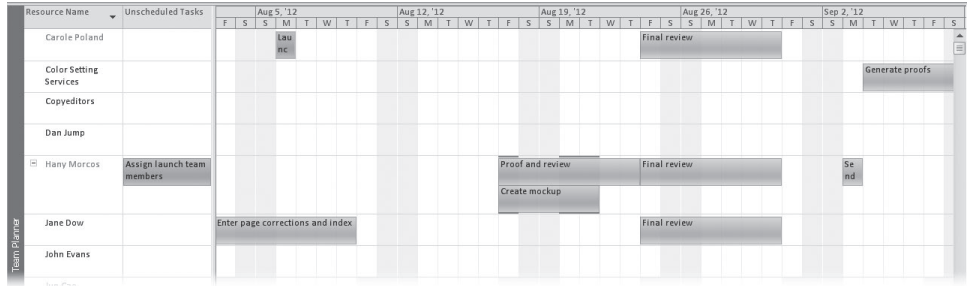 Resource Name Unscheduled Tasks Aug 5, '12 Aug 12, '12 Aug 19, '12 Aug 26, '12 Sep 2, '12
F S S M T W T F S S M T W T F S S M T W T F S S M T W T F S S M T W T F S
Carole Poland
Lau
nc
Final review
Color Setting
Services
Generate proofs
Copyeditors
Dan Jump
Hany Morcos
Assign launch team
members
Proof and review
Final review
Se
nd
Create mockup
Jane Dow
Enter page corrections and index
Final review
John Evans
Team Planner